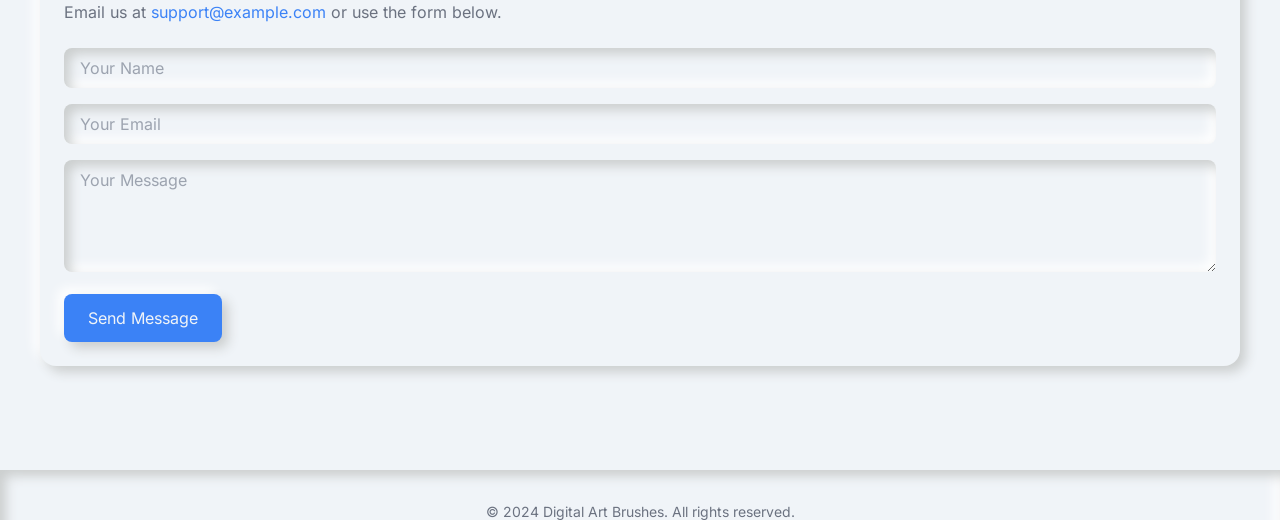 Email us at support@example.com or use the form below.
Your Name
Your Email
Your Message
Send Message
© 2024 Digital Art Brushes. All rights reserved.